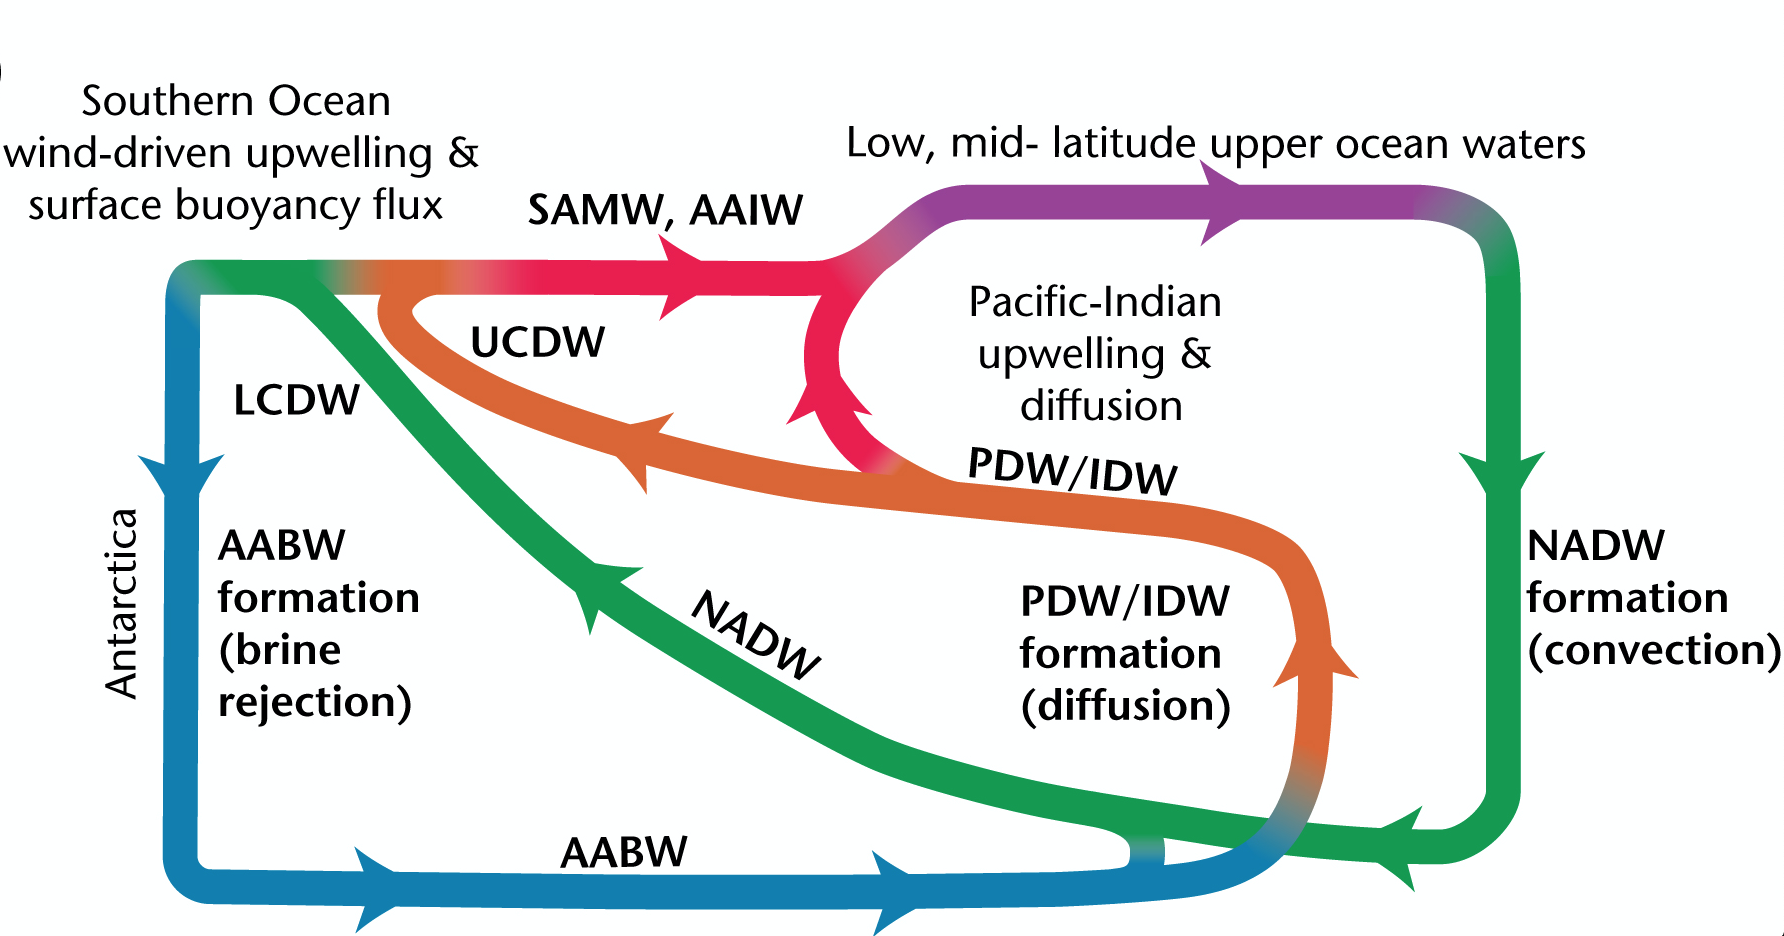 )
Southern Ocean
wind-driven upwelling &
surface buoyancy flux
Low, mid- latitude upper ocean waters
SAMW, AAIW
Pacific-Indian
upwelling &
diffusion
UCDW
LCDW
PDW/IDW
Antarctica
AABW
formation
(brine
rejection)
NADW
PDW/IDW
formation
(diffusion)
NADW
formation
(convection)
AABW